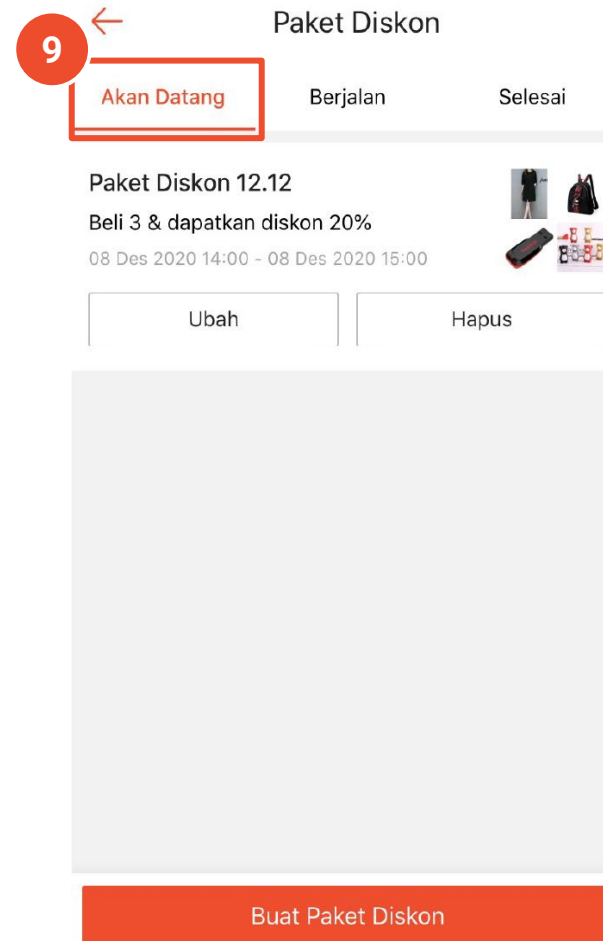 Paket Diskon
9
Akan Datang Berjalan Selesai
Paket Diskon 12.12
Beli 3 & dapatkan diskon 20%
08 Des 2020 14:00 - 08 Des 2020 15:00
Ubah Hapus
Buat Paket Diskon